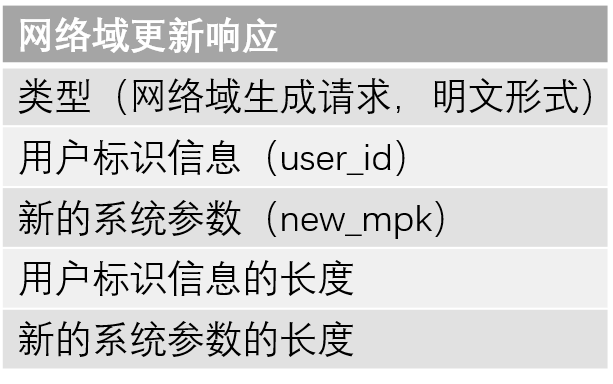 网络域更新响应
类型（网络域生成请求，明文形式）
用户标识信息（user_id）
新的系统参数（new_mpk）
用户标识信息的长度
新的系统参数的长度